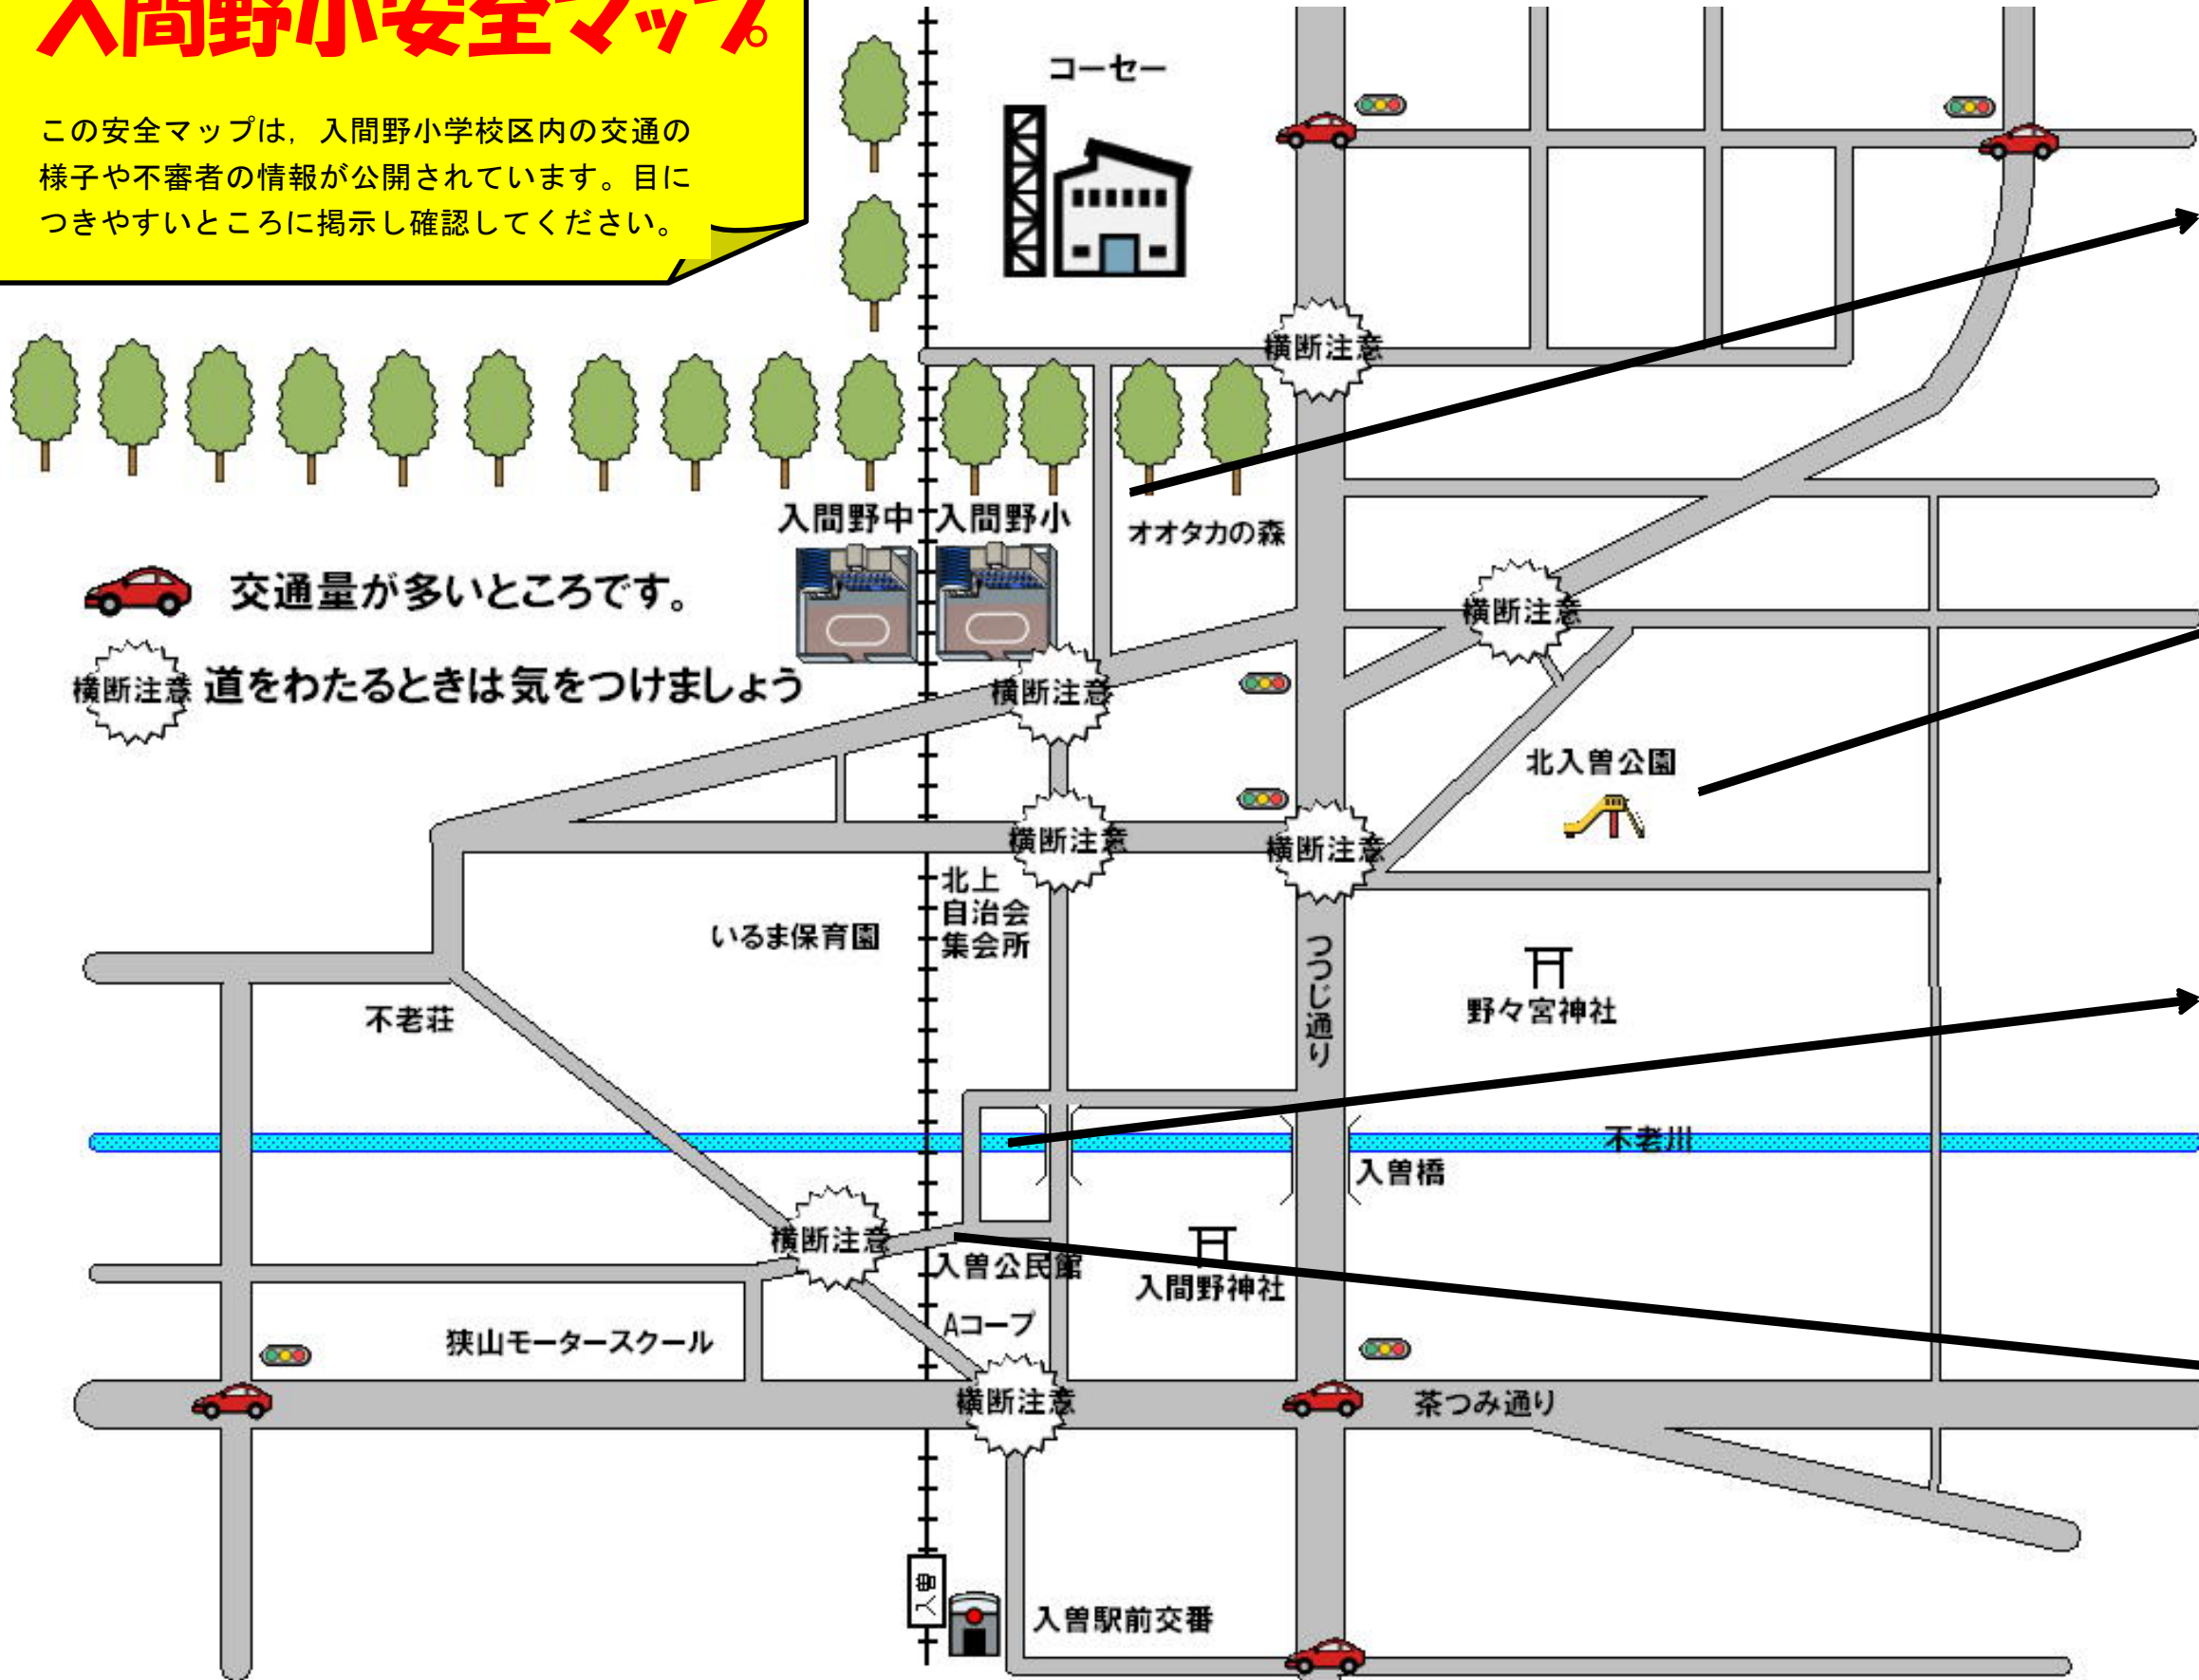 入間野小安全マップ
この安全マップは，入間野小学校区内の交通の
様子や不審者の情報が公開されています。目に
つきやすいところに掲示し確認してください。
コーセー
横断注意
入間野中
入間野小
オオタカの森
交通量が多いところです。
横断注意
横断注意
道をわたるときは気をつけましょう
横断注意
北入曽公園
横断注意
横断注意
北上
自治会
集会所
いるま保育園
つつじ通り
野々宮神社
不老荘
不老川
入曽橋
横断注意
入曽公民館
入間野神社
Aコープ
狭山モータースクール
横断注意
茶つみ通り
入曽
入曽駅前交番